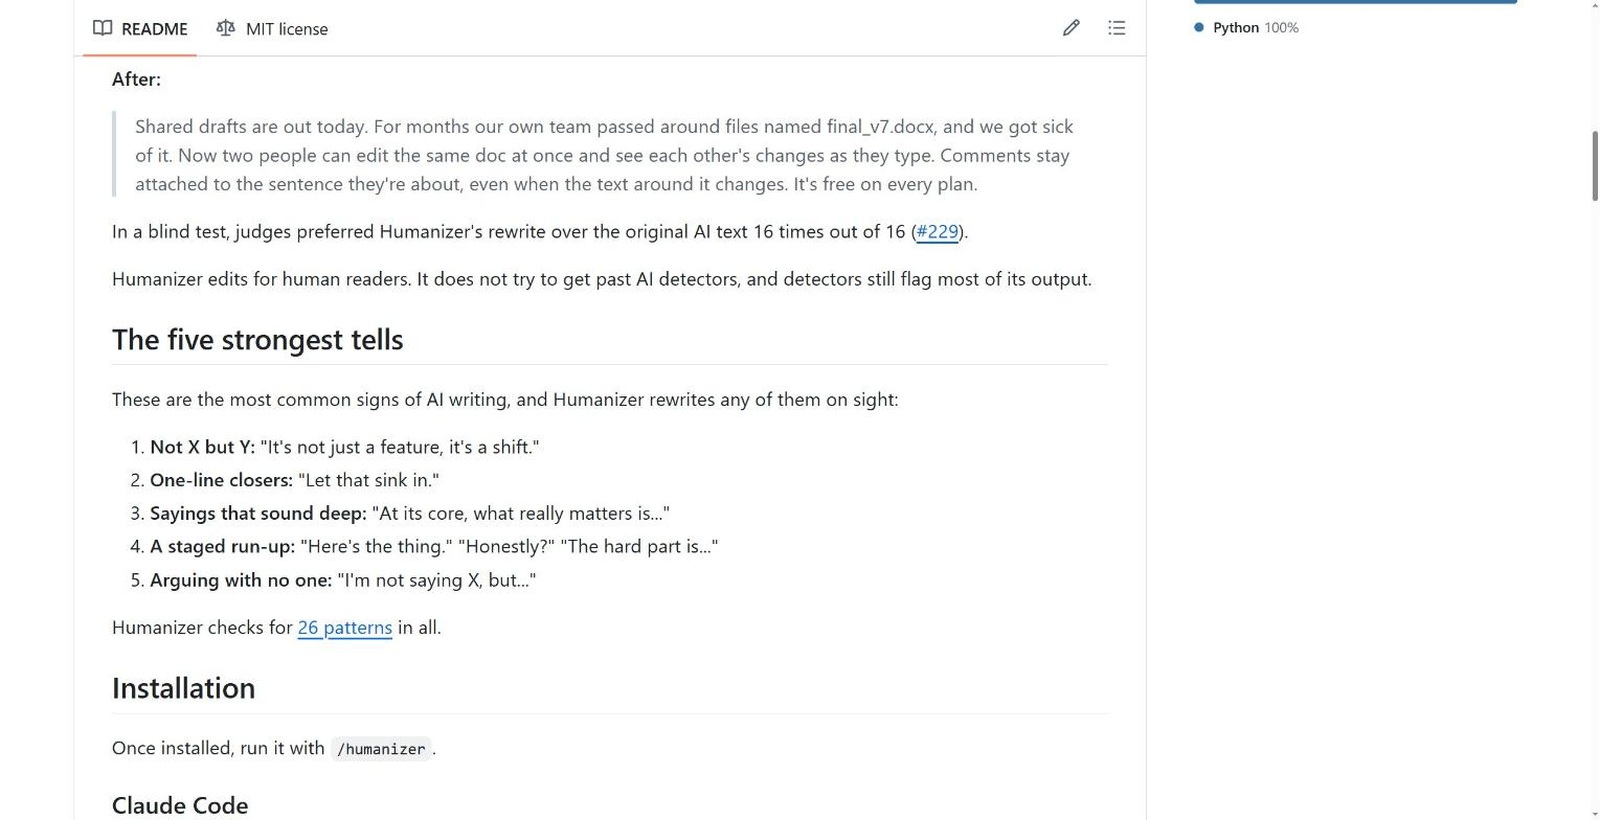 README
MIT license
Python 100%
After:
Shared drafts are out today. For months our own team passed around files named final_v7.docx, and we got sick
of it. Now two people can edit the same doc at once and see each other's changes as they type. Comments stay
attached to the sentence they're about, even when the text around it changes. It's free on every plan.
In a blind test, judges preferred Humanizer's rewrite over the original AI text 16 times out of 16 (#229).
Humanizer edits for human readers. It does not try to get past AI detectors, and detectors still flag most of its output.
The five strongest tells
These are the most common signs of AI writing, and Humanizer rewrites any of them on sight:
1. Not X but Y: "It's not just a feature, it's a shift."
2. One-line closers: "Let that sink in."
3. Sayings that sound deep: "At its core, what really matters is..."
4. A staged run-up: "Here's the thing." "Honestly?" "The hard part is..."
5. Arguing with no one: "I'm not saying X, but..."
Humanizer checks for 26 patterns in all.
Installation
Once installed, run it with /humanizer.
Claude Code